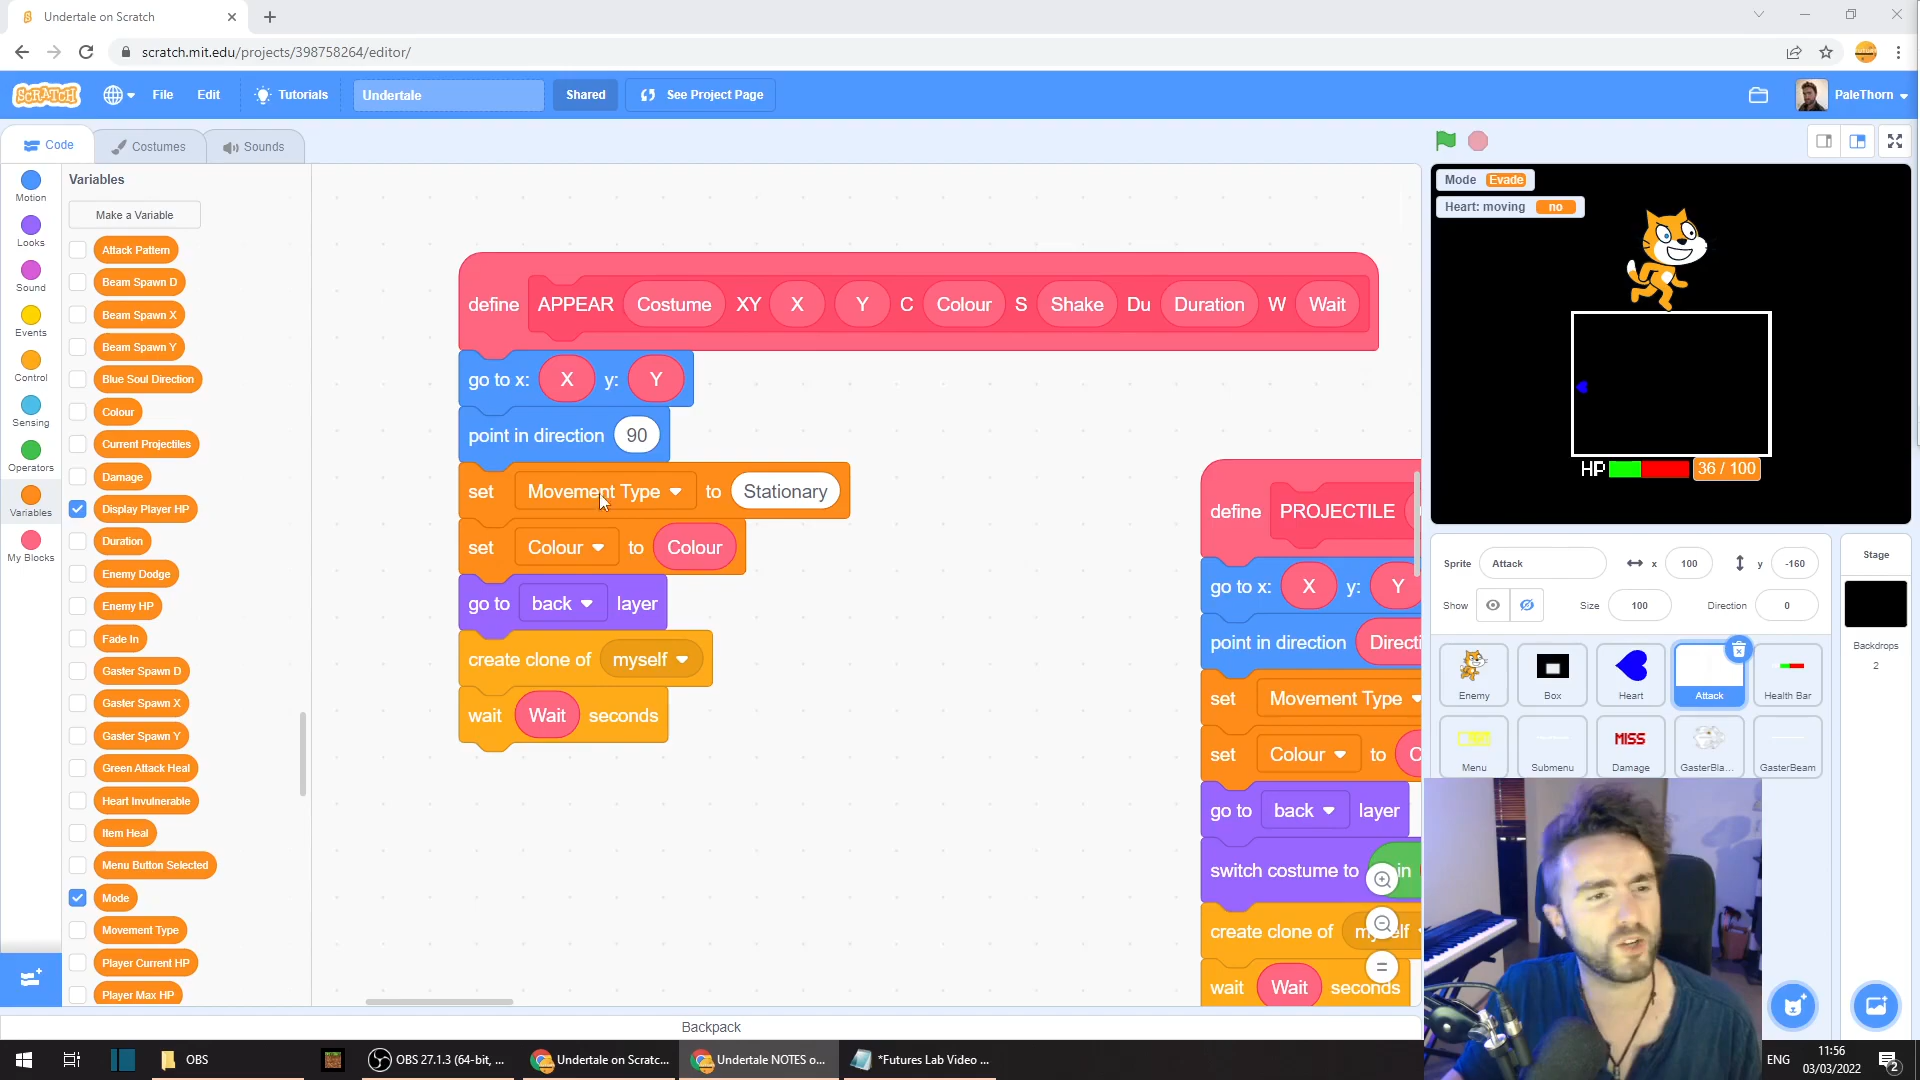 Undertale on Scratch
scratch.mit.edu/projects/398758264/editor/
SCRATCH
File
Edit
Tutorials
Undertale
Shared
See Project Page
PaleThorn
Code
Costumes
Sounds
Motion
Looks
Sound
Events
Control
Sensing
Operators
Variables
My Blocks
Variables
Make a Variable
Attack Pattern
Beam Spawn D
Beam Spawn X
Beam Spawn Y
Blue Soul Direction
Colour
Current Projectiles
Damage
Display Player HP
Duration
Enemy Dodge
Enemy HP
Fade In
Gaster Spawn D
Gaster Spawn X
Gaster Spawn Y
Green Attack Heal
Heart Invulnerable
Item Heal
Menu Button Selected
Mode
Movement Type
Player Current HP
Player Max HP
define APPEAR Costume XY X Y C Colour S Shake Du Duration W Wait
go to x: X y: Y
point in direction 90
set Movement Type to Stationary
set Colour to Colour
go to back layer
create clone of myself
wait Wait seconds
define PROJECTILE
go to x: X y: Y
point in direction Directi
set Movement Type
set Colour to C
go to back layer
switch costume to in
create clone of myself
wait Wait seconds
Mode Evade
Heart: moving no
HP 36 / 100
Sprite Attack x 100 y -160
Show Size 100 Direction 0
Enemy
Box
Heart
Attack
Health Bar
Menu
Submenu
MISS
Damage
GasterBla...
GasterBeam
Stage
Backdrops
2
Backpack
OBS
OBS 27.1.3 (64-bit, ...
Undertale on Scratc...
Undertale NOTES o...
*Futures Lab Video ...
ENG
11:56
03/03/2022
2